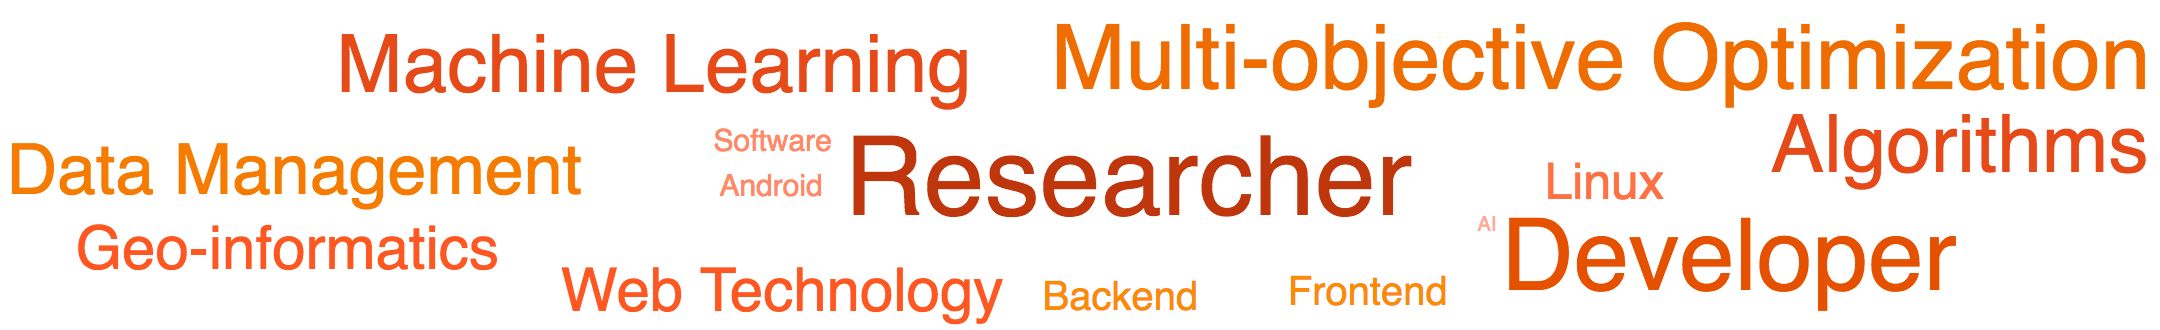 Machine Learning
Multi-objective Optimization
Data Management
Software
Researcher
Algorithms
Android
Linux
Geo-informatics
AI
Developer
Web Technology
Backend
Frontend